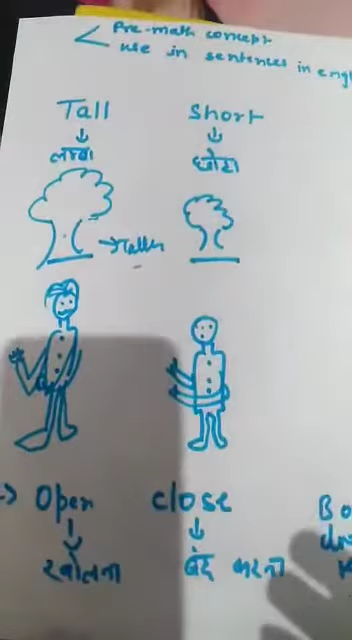 Pre-math concept
use in sentences in eng
Tall short
लम्बा छोटा
Taller
Open close
खोलना बंद करना